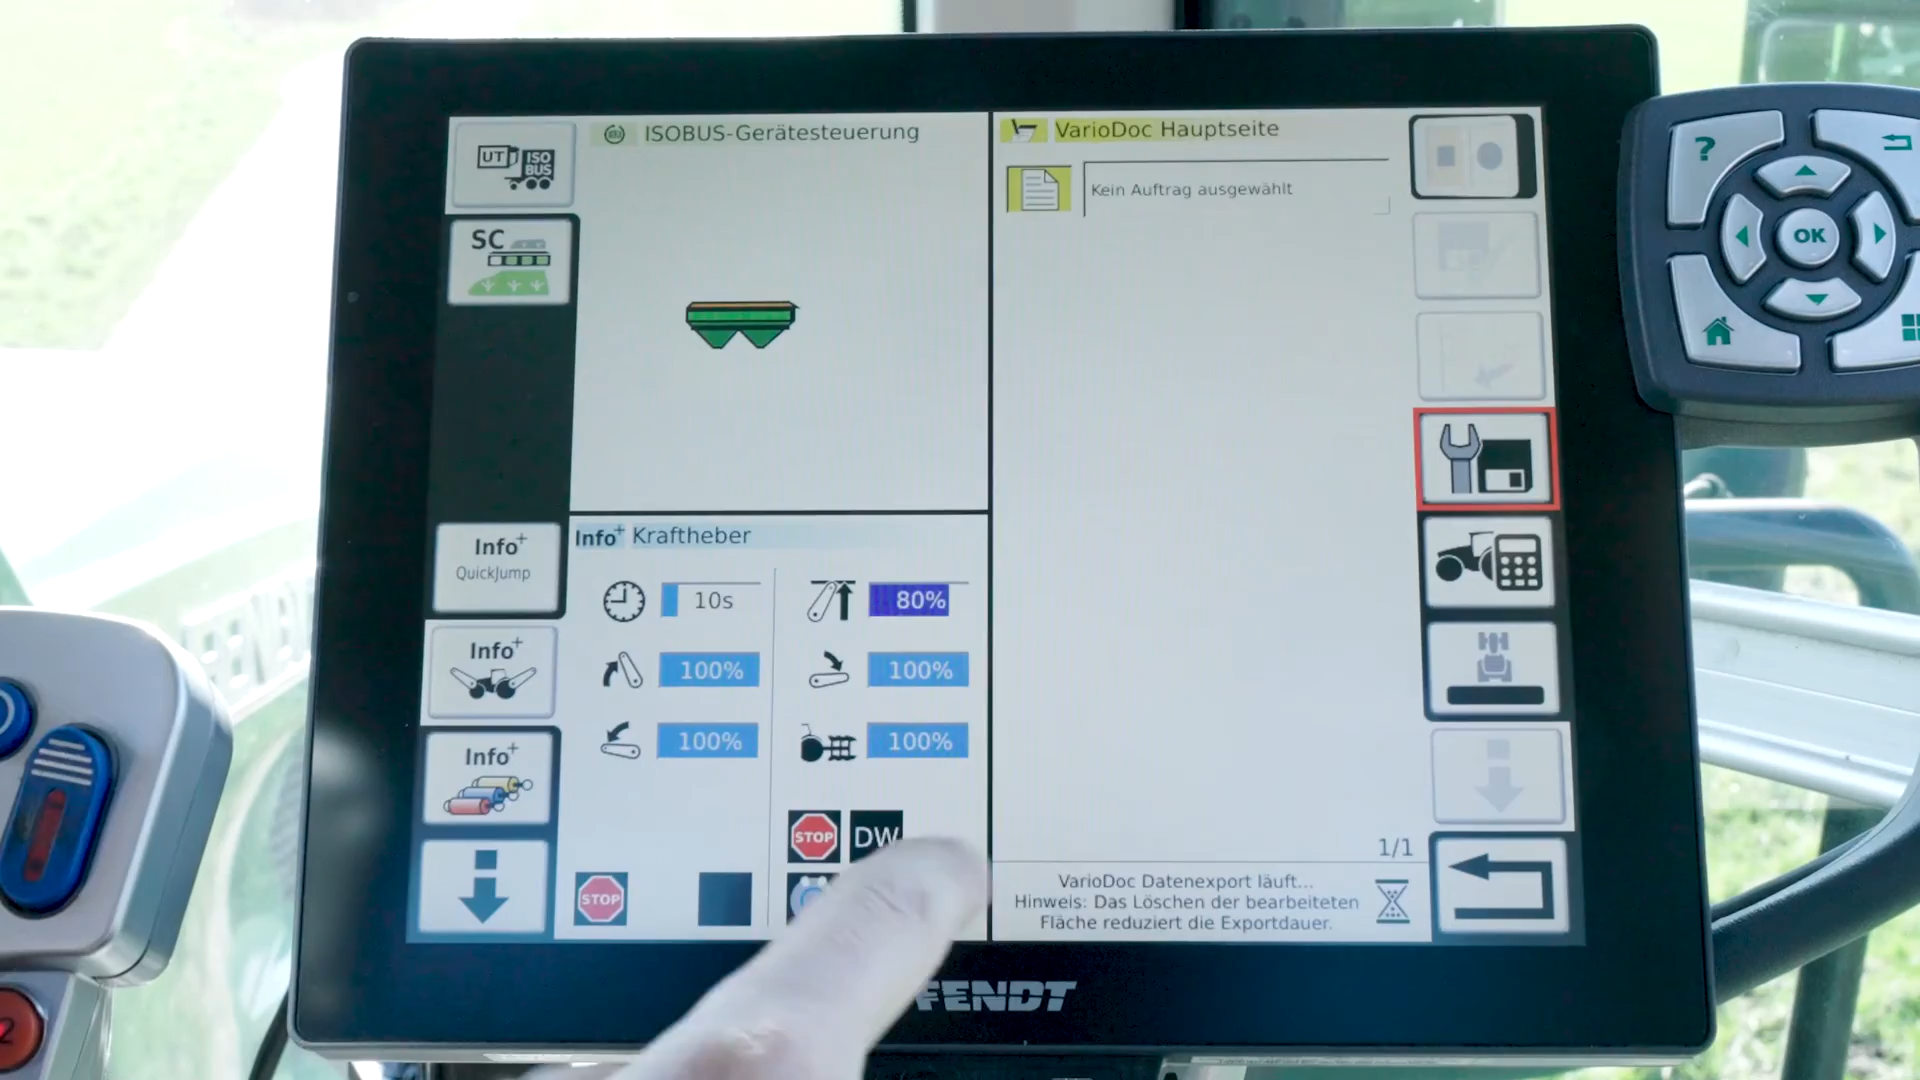 UT ISO
BUS
ISOBUS-Gerätesteuerung
SC
Info+
QuickJump
Info+
Info+
Info+ Kraftheber
10s
80%
100%
100%
100%
100%
STOP
DW
STOP
VarioDoc Hauptseite
Kein Auftrag ausgewählt
1/1
VarioDoc Datenexport läuft...
Hinweis: Das Löschen der bearbeiteten
Fläche reduziert die Exportdauer.
FENDT
?
OK
2